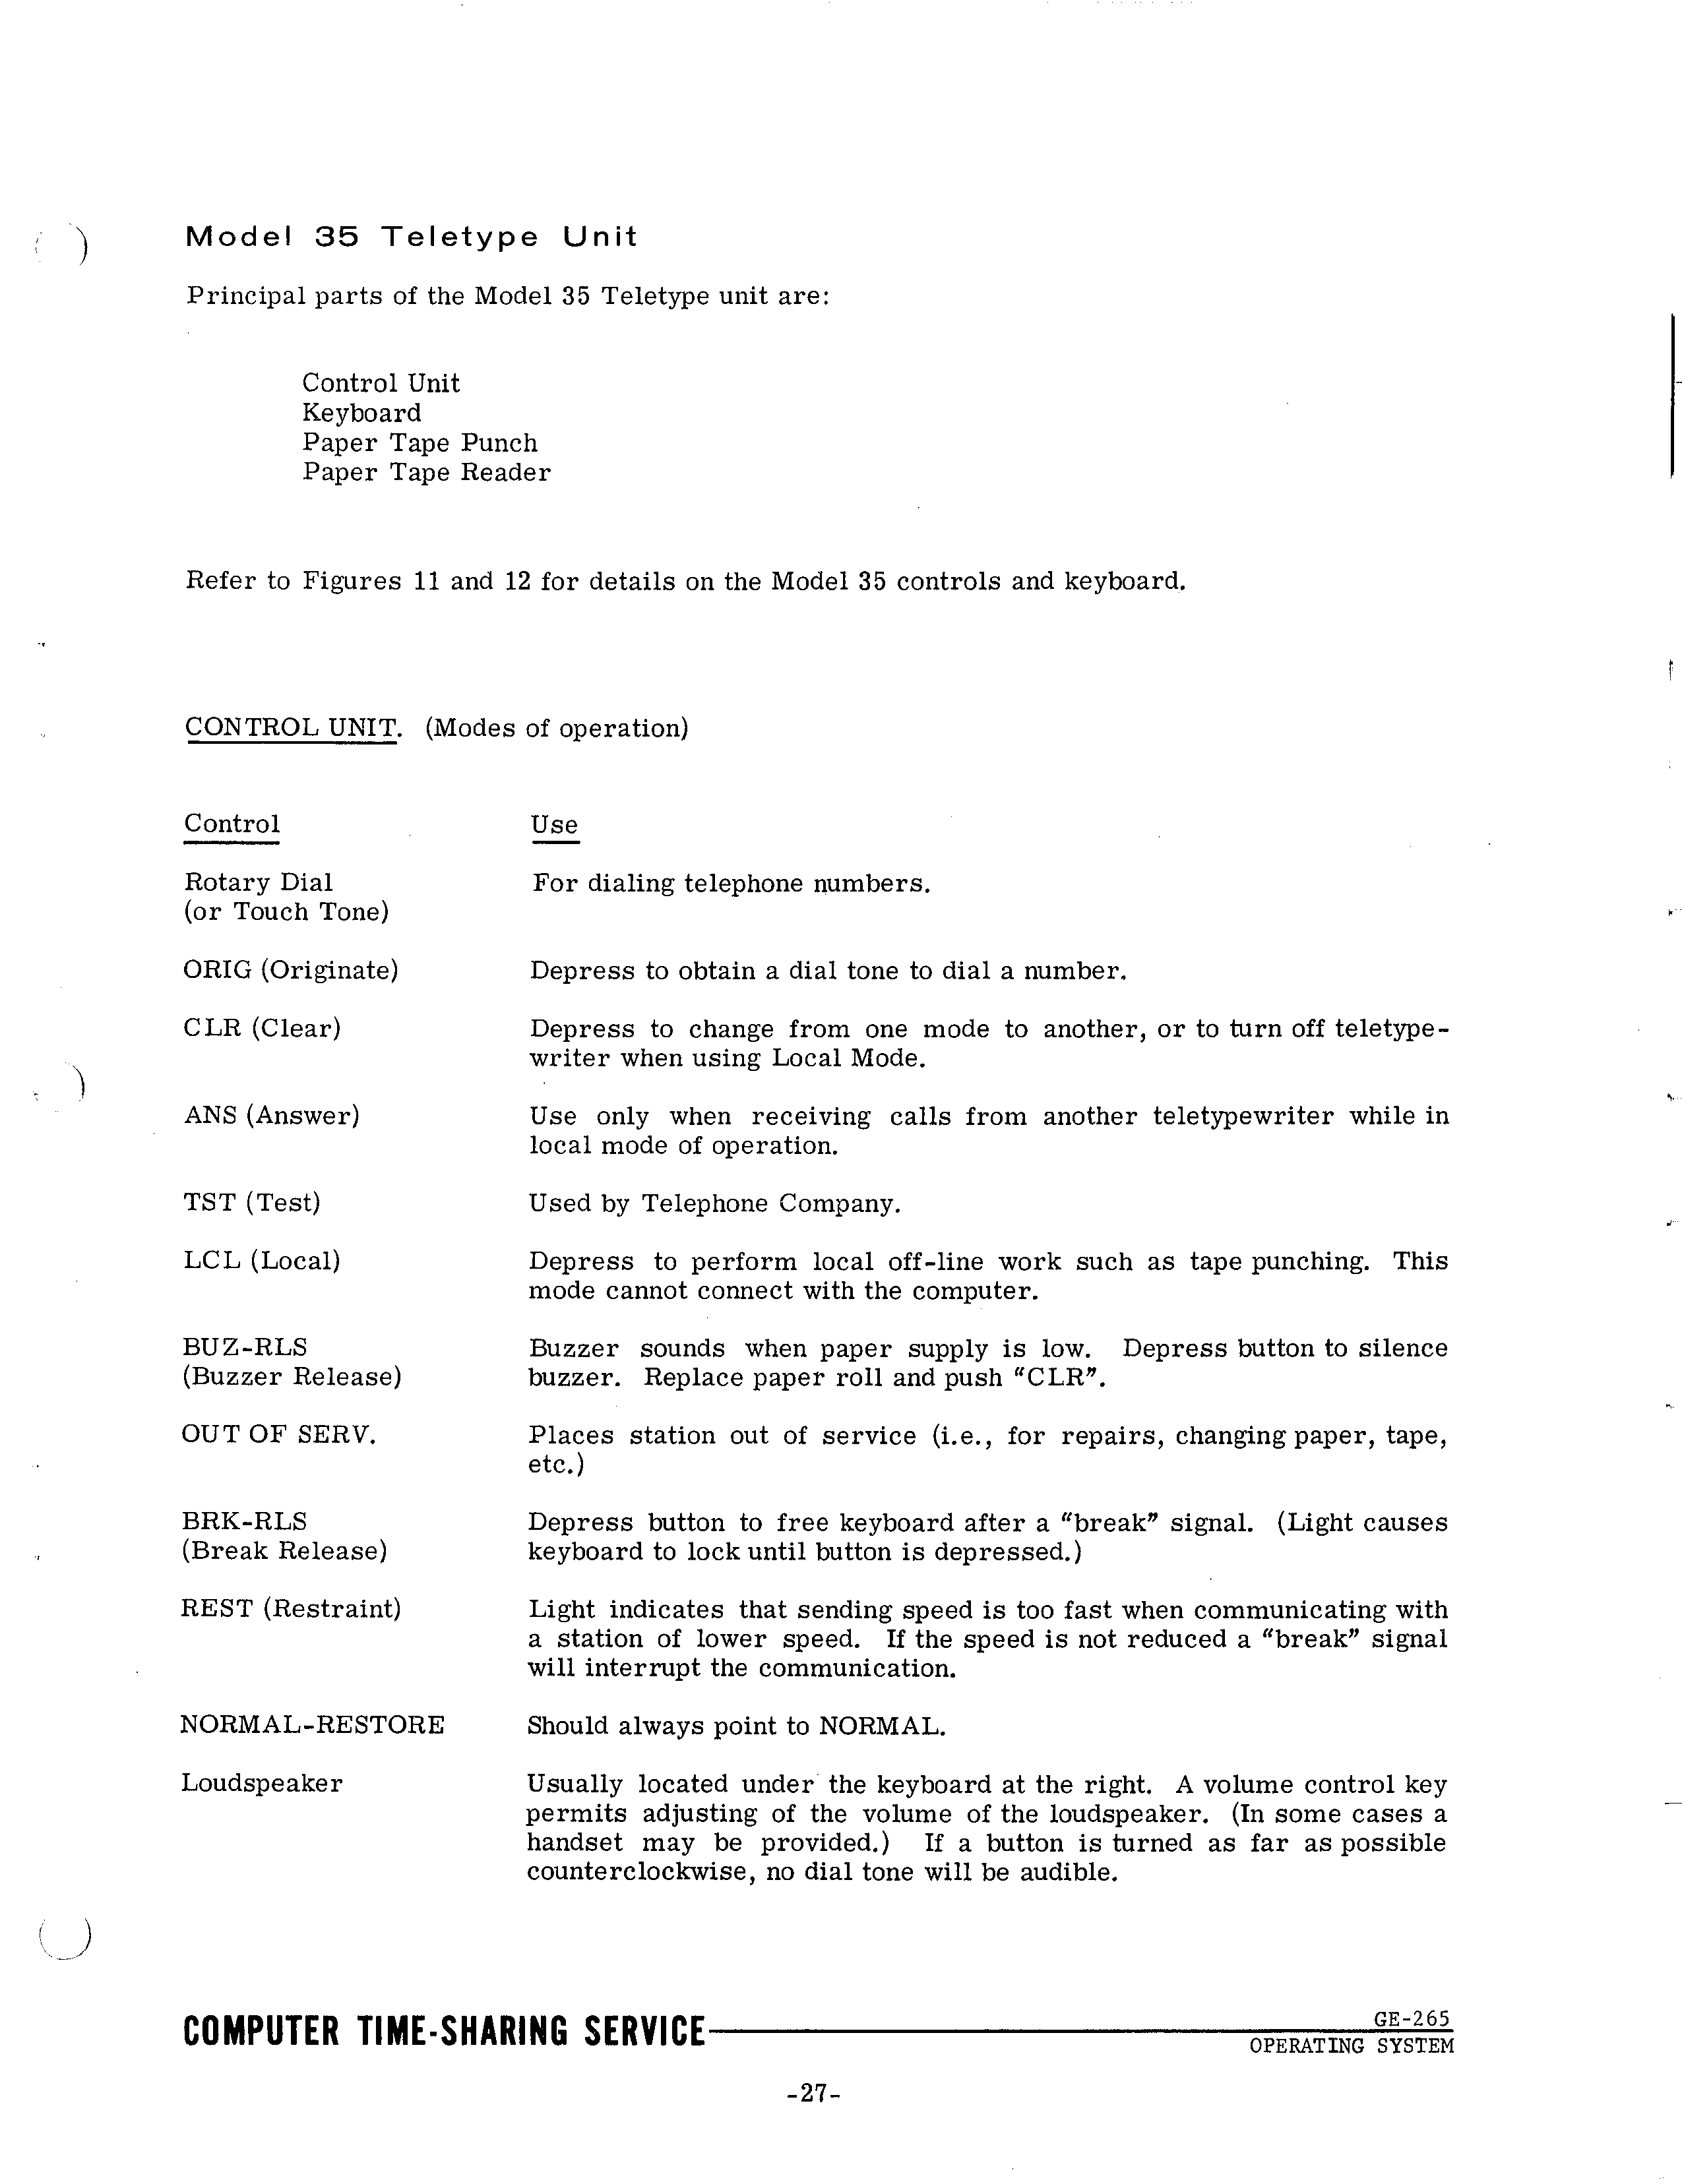 Model 35 Teletype Unit
Principal parts of the Model 35 Teletype unit are:
Control Unit
Keyboard
Paper Tape Punch
Paper Tape Reader
Refer to Figures 11 and 12 for details on the Model 35 controls and keyboard.
CONTROL UNIT. (Modes of operation)
Control Use
Rotary Dial For dialing telephone numbers.
(or Touch Tone)
ORIG (Originate) Depress to obtain a dial tone to dial a number.
CLR (Clear) Depress to change from one mode to another, or to turn off teletype-
writer when using Local Mode.
ANS (Answer) Use only when receiving calls from another teletypewriter while in
local mode of operation.
TST (Test) Used by Telephone Company.
LCL (Local) Depress to perform local off-line work such as tape punching. This
mode cannot connect with the computer.
BUZ-RLS Buzzer sounds when paper supply is low. Depress button to silence
(Buzzer Release) buzzer. Replace paper roll and push "CLR".
OUT OF SERV. Places station out of service (i.e., for repairs, changing paper, tape,
etc.)
BRK-RLS Depress button to free keyboard after a "break" signal. (Light causes
(Break Release) keyboard to lock until button is depressed.)
REST (Restraint) Light indicates that sending speed is too fast when communicating with
a station of lower speed. If the speed is not reduced a "break" signal
will interrupt the communication.
NORMAL-RESTORE Should always point to NORMAL.
Loudspeaker Usually located under the keyboard at the right. A volume control key
permits adjusting of the volume of the loudspeaker. (In some cases a
handset may be provided.) If a button is turned as far as possible
counterclockwise, no dial tone will be audible.
COMPUTER TIME-SHARING SERVICE GE-265
OPERATING SYSTEM
-27-